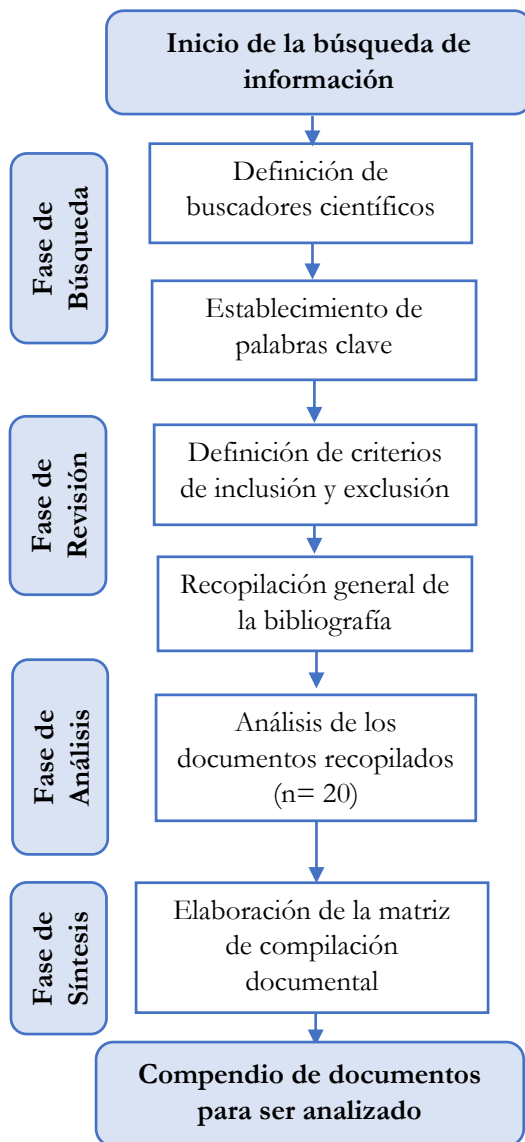 Inicio de la búsqueda de
información
Fase de
Búsqueda
Definición de
buscadores científicos
Establecimiento de
palabras clave
Fase de
Revisión
Definición de criterios
de inclusión y exclusión
Recopilación general de
la bibliografía
Fase de
Análisis
Análisis de los
documentos recopilados
(n= 20)
Fase de
Síntesis
Elaboración de la matriz
de compilación
documental
Compendio de documentos
para ser analizado